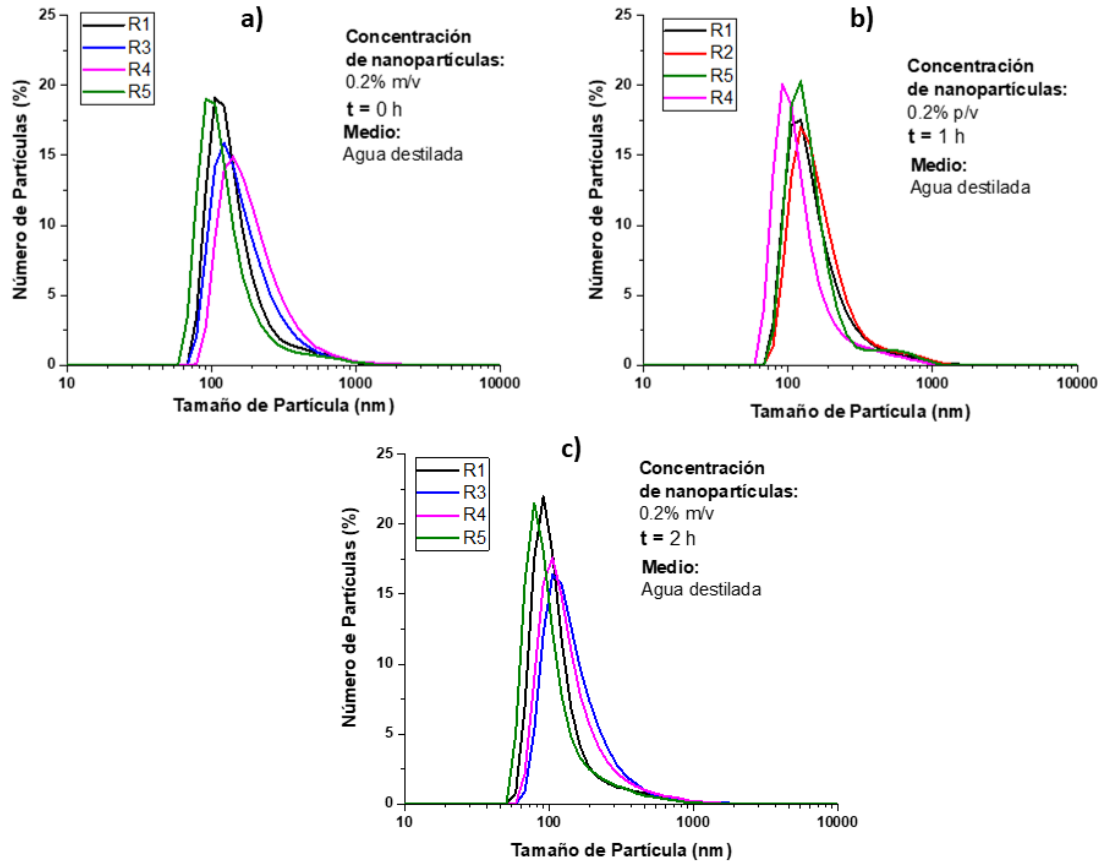 a)
R1
R3
R4
R5
Concentración
de nanopartículas:
0.2% m/v
t = 0 h
Medio:
Agua destilada
Número de Partículas (%)
25
20
15
10
5
0
10
100
1000
10000
Tamaño de Partícula (nm)
b)
R1
R2
R5
R4
Concentración
de nanopartículas:
0.2% p/v
t = 1 h
Medio:
Agua destilada
Número de Partículas (%)
25
20
15
10
5
0
10
100
1000
10000
Tamaño de Partícula (nm)
c)
R1
R3
R4
R5
Concentración
de nanopartículas:
0.2% m/v
t = 2 h
Medio:
Agua destilada
Número de Partículas (%)
25
20
15
10
5
0
10
100
1000
10000
Tamaño de Partícula (nm)